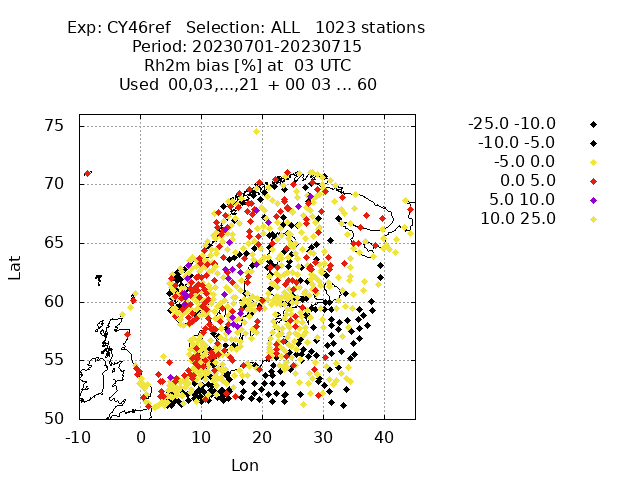 Exp: CY46ref   Selection: ALL   1023 stations
Period: 20230701-20230715
Rh2m bias [%] at  03 UTC
Used  00,03,...,21  + 00 03 ... 60
-25.0 -10.0
-10.0 -5.0
-5.0 0.0
0.0 5.0
5.0 10.0
10.0 25.0
75
70
65
60
55
50
Lat
-10 0 10 20 30 40
Lon